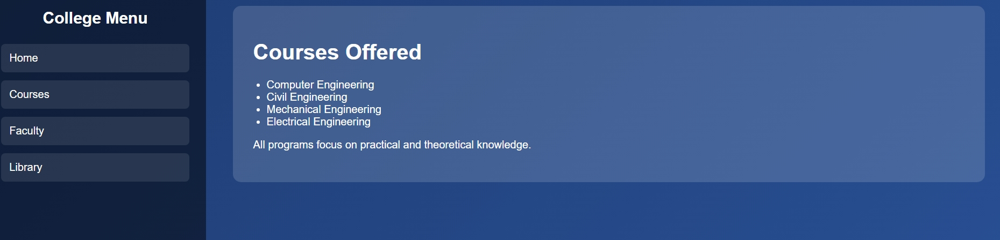 College Menu
Home
Courses
Faculty
Library
Courses Offered
Computer Engineering
Civil Engineering
Mechanical Engineering
Electrical Engineering
All programs focus on practical and theoretical knowledge.